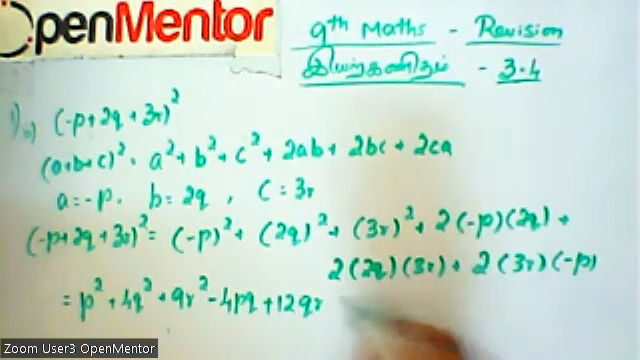 OpenMentor
9th Maths - Revision
இயற்கணிதம் - 3.4
1) ii) (-p+2q+3r)²
(a+b+c)² = a²+b²+c²+2ab+2bc+2ca
a=-p, b=2q, c=3r
(-p+2q+3r)² = (-p)²+(2q)²+(3r)²+2(-p)(2q)+
2(2q)(3r)+2(3r)(-p)
= p²+4q²+9r²-4pq+12qr
Zoom User3 OpenMentor